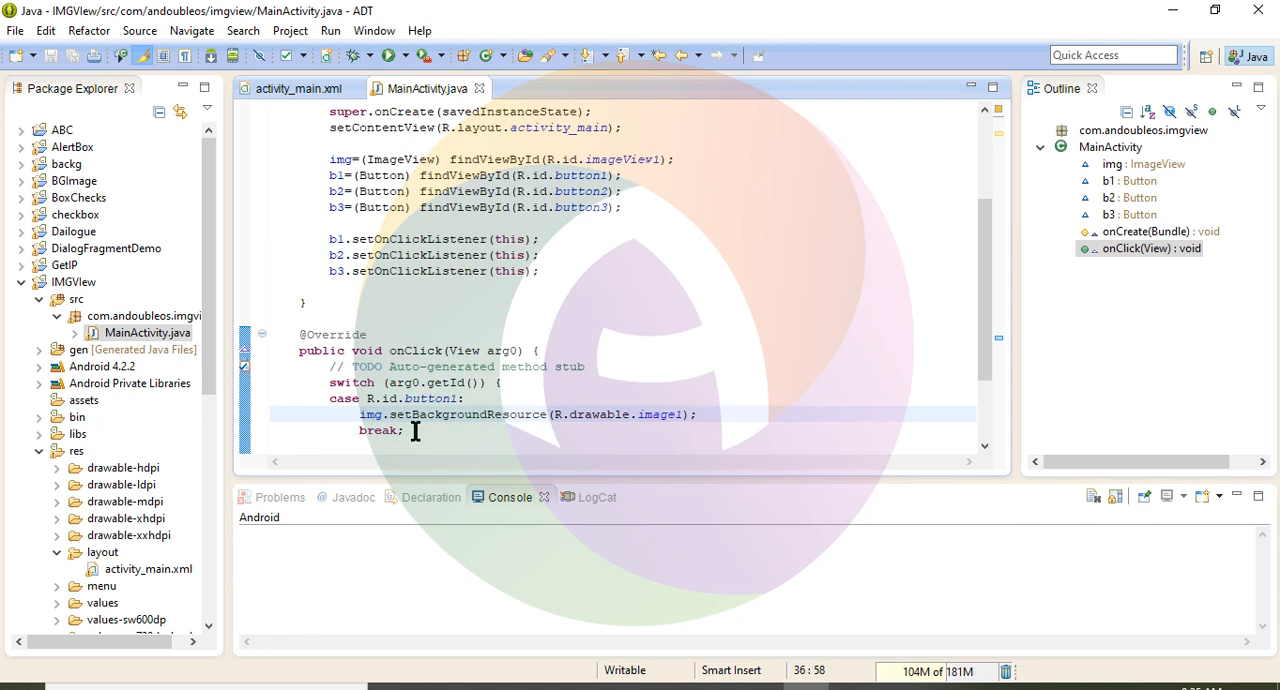 Java - IMGVIew/src/com/andoubleos/imgview/MainActivity.java - ADT
File Edit Refactor Source Navigate Search Project Run Window Help
Quick Access
Java
Package Explorer
ABC
AlertBox
backg
BGImage
BoxChecks
checkbox
Dailogue
DialogFragmentDemo
GetIP
IMGVIew
src
com.andoubleos.imgvi
MainActivity.java
gen [Generated Java Files]
Android 4.2.2
Android Private Libraries
assets
bin
libs
res
drawable-hdpi
drawable-ldpi
drawable-mdpi
drawable-xhdpi
drawable-xxhdpi
layout
activity_main.xml
menu
values
values-sw600dp
activity_main.xml
MainActivity.java
super.onCreate(savedInstanceState);
setContentView(R.layout.activity_main);
img=(ImageView) findViewById(R.id.imageView1);
b1=(Button) findViewById(R.id.button1);
b2=(Button) findViewById(R.id.button2);
b3=(Button) findViewById(R.id.button3);
b1.setOnClickListener(this);
b2.setOnClickListener(this);
b3.setOnClickListener(this);
}
@Override
public void onClick(View arg0) {
// TODO Auto-generated method stub
switch (arg0.getId()) {
case R.id.button1:
img.setBackgroundResource(R.drawable.image1);
break;
Outline
com.andoubleos.imgview
MainActivity
img : ImageView
b1 : Button
b2 : Button
b3 : Button
onCreate(Bundle) : void
onClick(View) : void
Problems @ Javadoc Declaration Console LogCat
Android
Writable
Smart Insert
36 : 58
104M of 181M